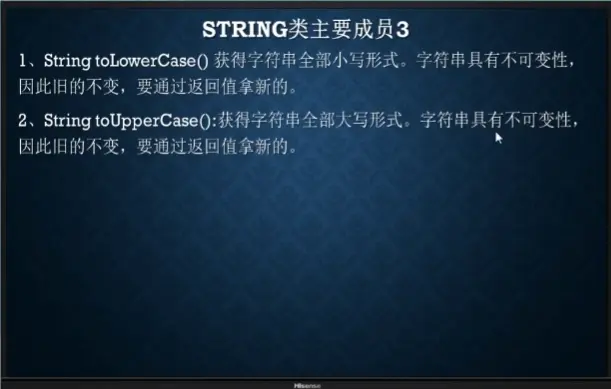 STRING类主要成员3
1、String toLowerCase() 获得字符串全部小写形式。字符串具有不可变性，
因此旧的不变，要通过返回值拿新的。
2、String toUpperCase():获得字符串全部大写形式。字符串具有不可变性，
因此旧的不变，要通过返回值拿新的。
Hisense